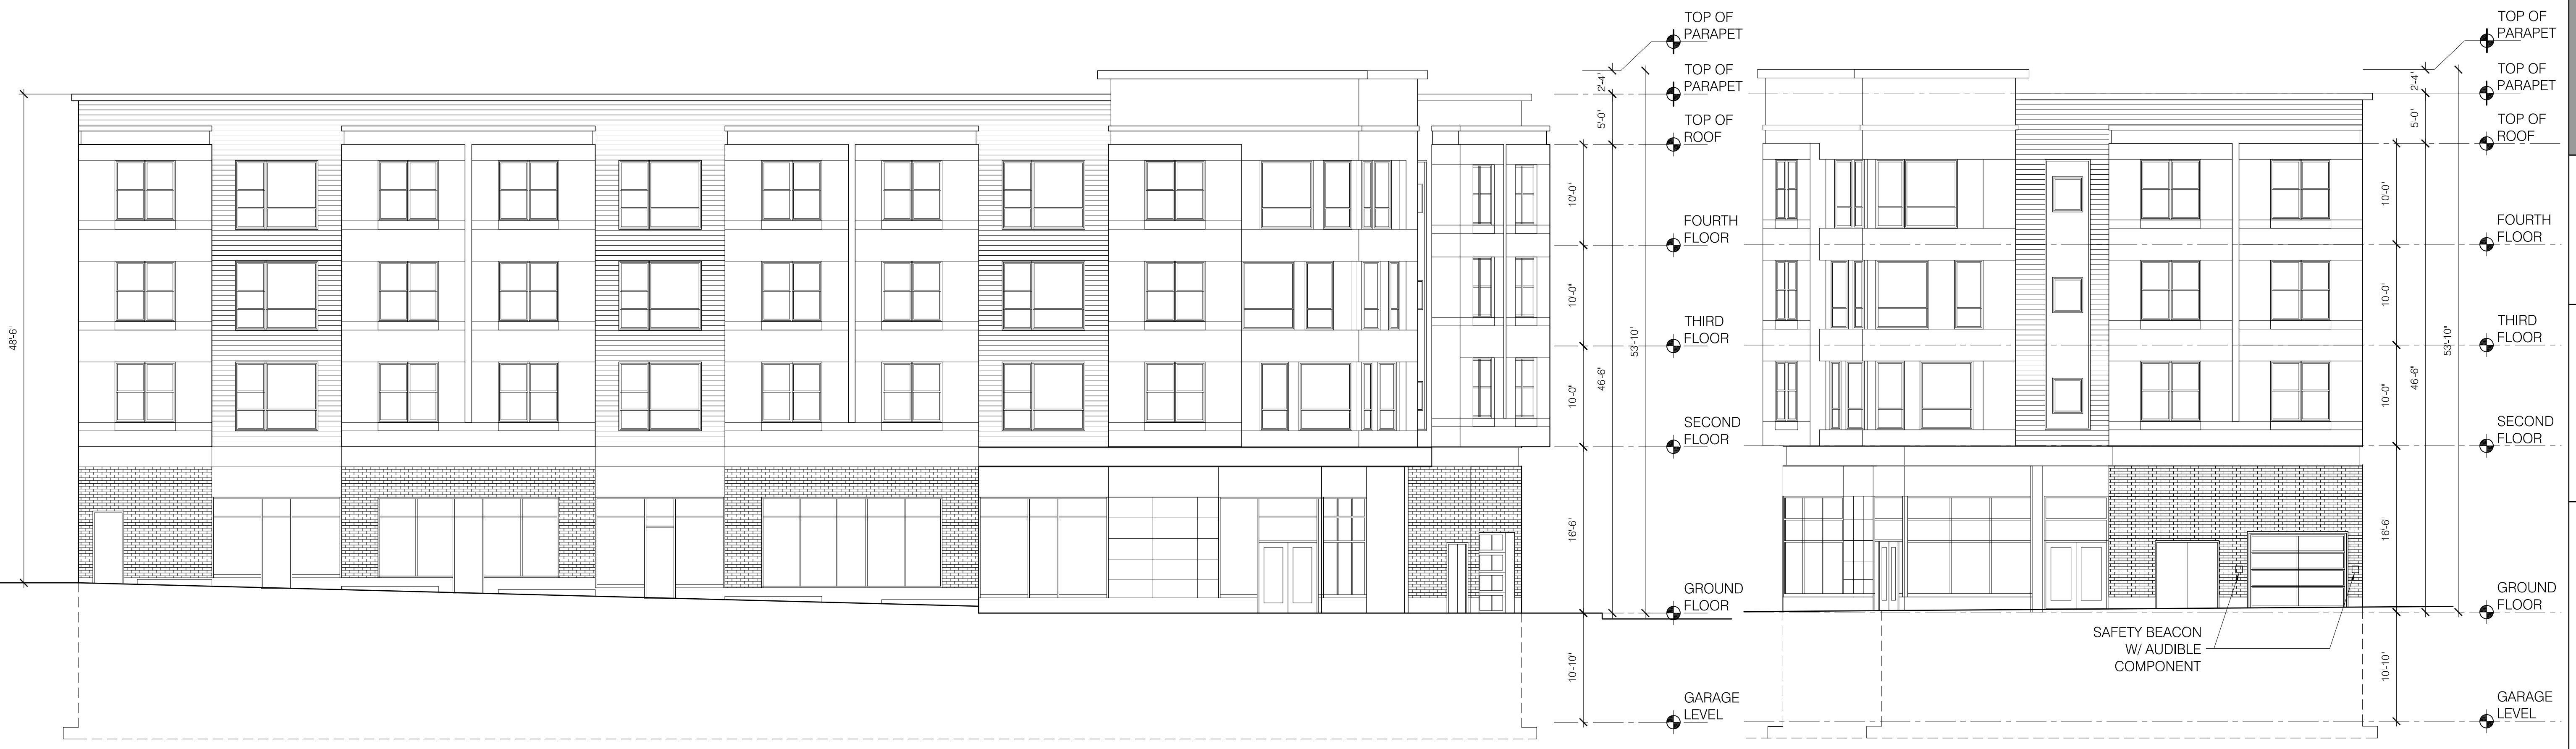 48'-6"
TOP OF
PARAPET
TOP OF
PARAPET
TOP OF
ROOF
FOURTH
FLOOR
THIRD
FLOOR
SECOND
FLOOR
GROUND
FLOOR
GARAGE
LEVEL
2'-4"
5'-0"
10'-0"
10'-0"
10'-0"
16'-6"
10'-10"
46'-6"
53'-10"
TOP OF
PARAPET
TOP OF
PARAPET
TOP OF
ROOF
FOURTH
FLOOR
THIRD
FLOOR
SECOND
FLOOR
GROUND
FLOOR
GARAGE
LEVEL
2'-4"
5'-0"
10'-0"
10'-0"
10'-0"
16'-6"
10'-10"
46'-6"
53'-10"
SAFETY BEACON
W/ AUDIBLE
COMPONENT